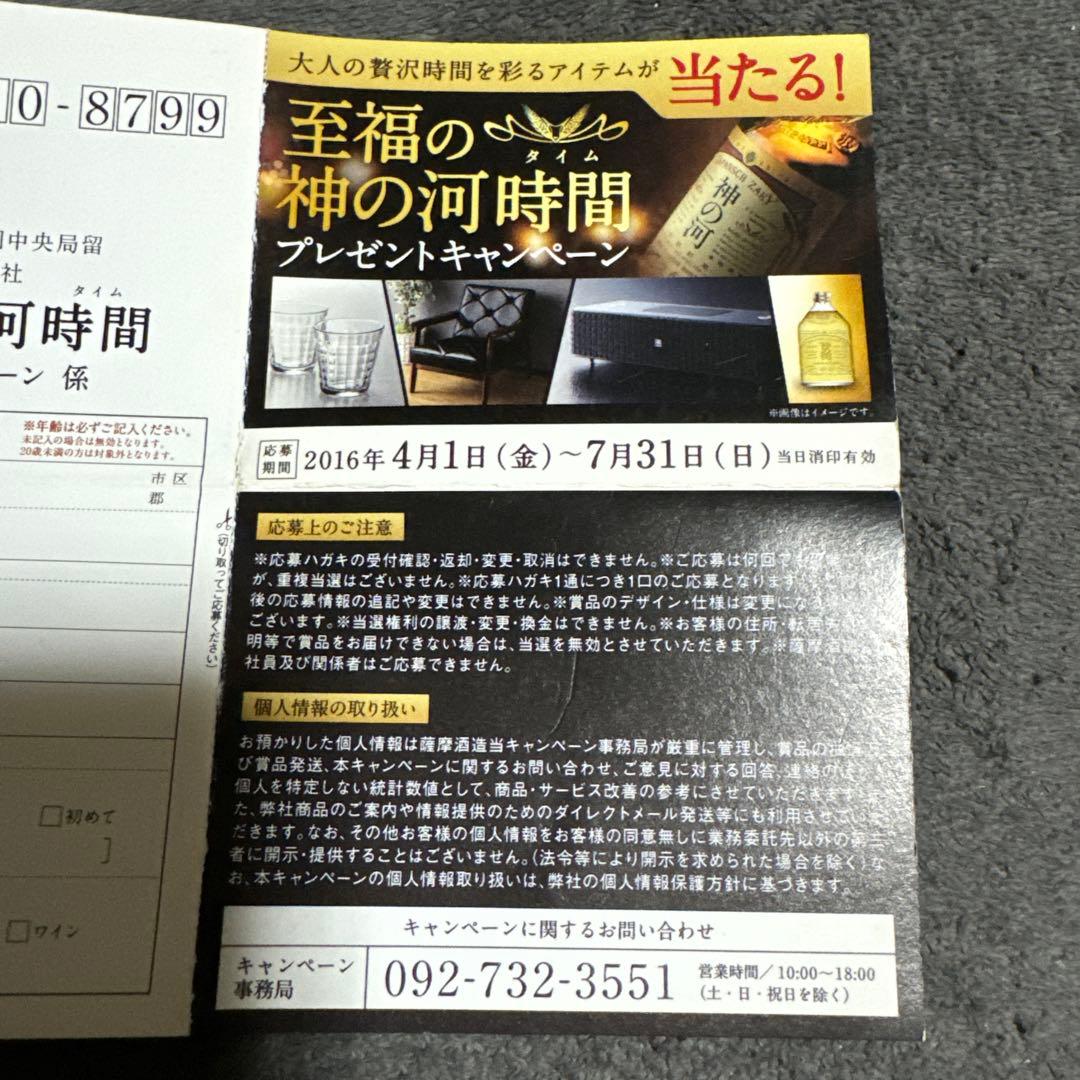 0-8799
中央局留
社
タイム
河時間
ーン 係
※年齢は必ずご記入ください。
未記入の場合は無効となります。
20歳未満の方は対象外となります。
市 区
郡
(切り取ってご応募ください)
初めて
]
ワイン
大人の贅沢時間を彩るアイテムが
当たる!
至福の
タイム
神の河時間
プレゼントキャンペーン
神の河
※画像はイメージです。
応募
期間
2016年 4月1日(金)~7月31日(日) 当日消印有効
応募上のご注意
※応募ハガキの受付確認・返却・変更・取消はできません。※ご応募は何回で
が、重複当選はございません。※応募ハガキ1通につき1口のご応募となります
後の応募情報の追記や変更はできません。※賞品のデザイン・仕様は変更にな
ございます。※当選権利の譲渡・変更・換金はできません。※お客様の住所・転居
明等で賞品をお届けできない場合は、当選を無効とさせていただきます。※薩摩酒
社員及び関係者はご応募できません。
個人情報の取り扱い
お預かりした個人情報は薩摩酒造当キャンペーン事務局が厳重に管理し、賞品の
び賞品発送、本キャンペーンに関するお問い合わせ、ご意見に対する回答、連絡の
個人を特定しない統計数値として、商品・サービス改善の参考にさせていただきます
た、弊社商品のご案内や情報提供のためのダイレクトメール発送等にも利用させて
だきます。なお、その他お客様の個人情報をお客様の同意無しに業務委託先以外の第三
者に開示・提供することはございません。(法令等により開示を求められた場合を除く)な
お、本キャンペーンの個人情報取り扱いは、弊社の個人情報保護方針に基づきます。
キャンペーンに関するお問い合わせ
キャンペーン
事務局
092-732-3551
営業時間/10:00~18:00
(土・日・祝日を除く)